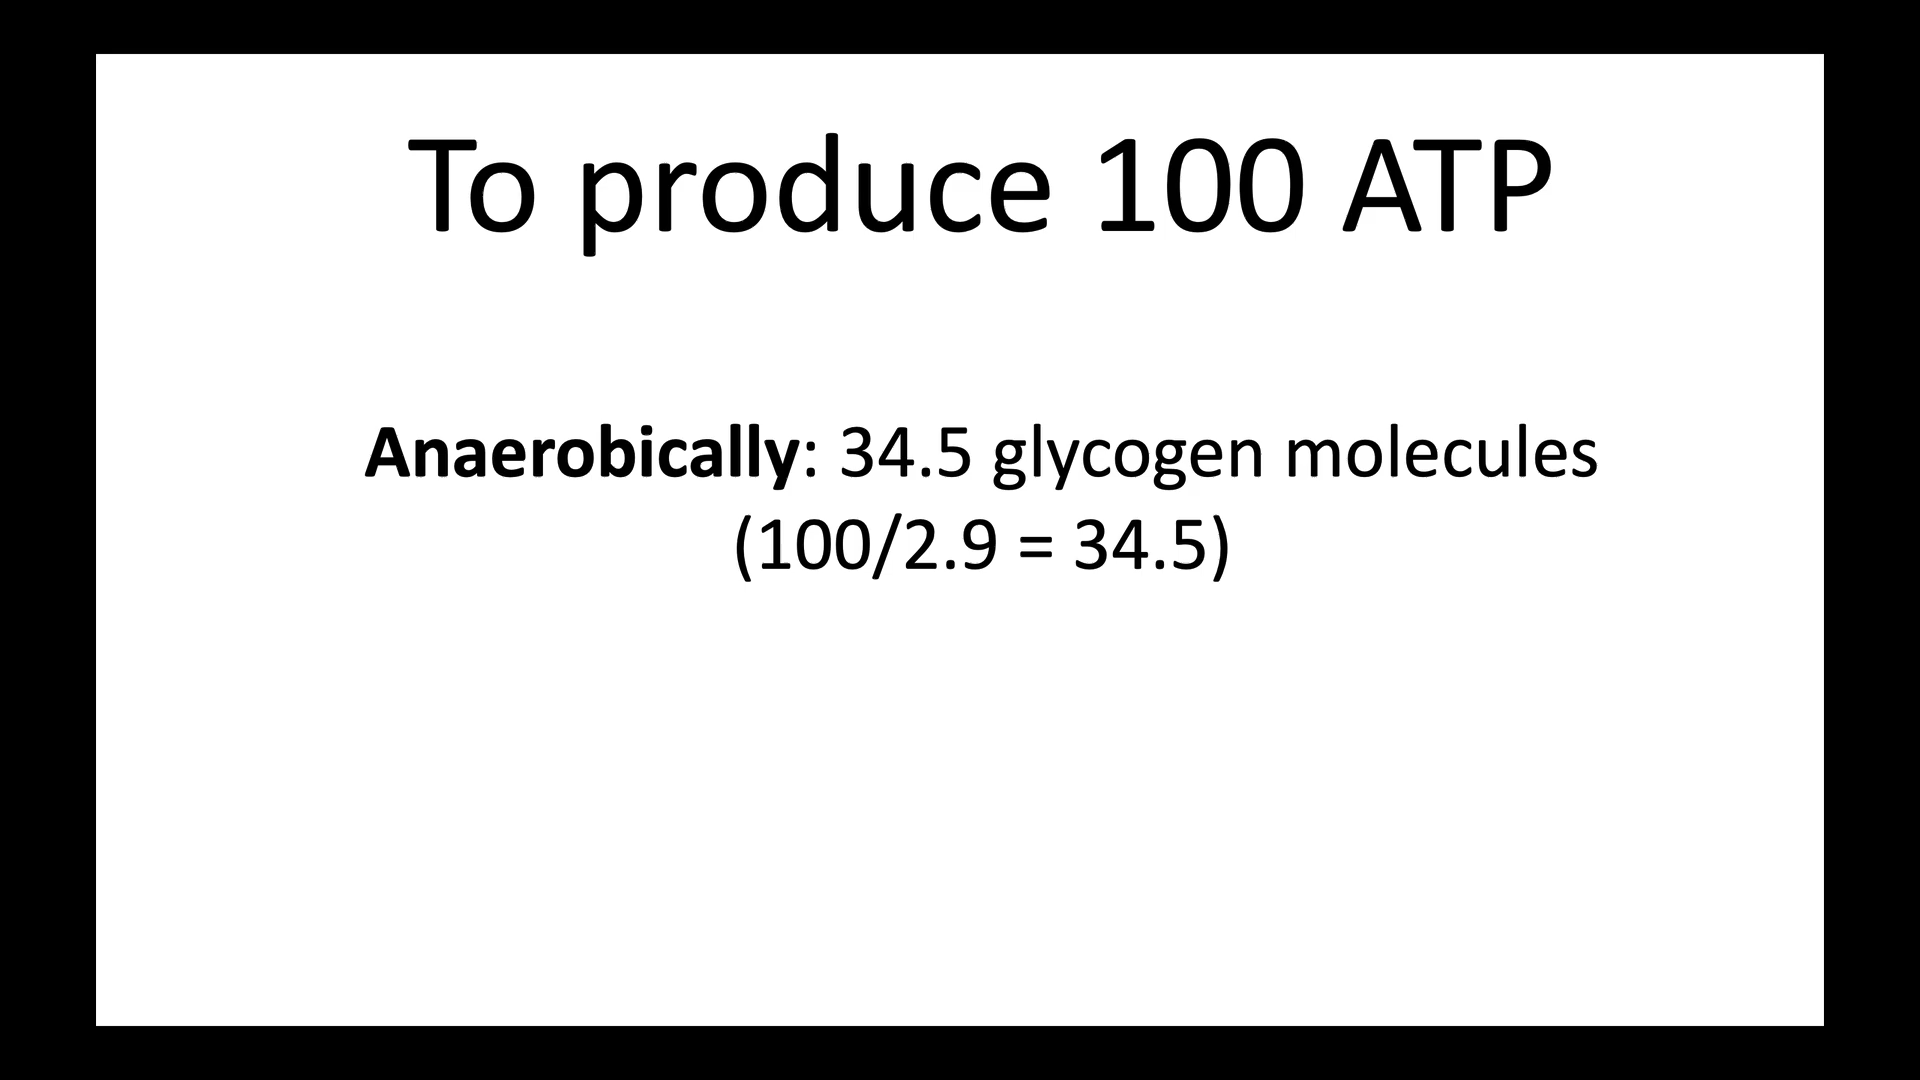 To produce 100 ATP
Anaerobically: 34.5 glycogen molecules
(100/2.9 = 34.5)